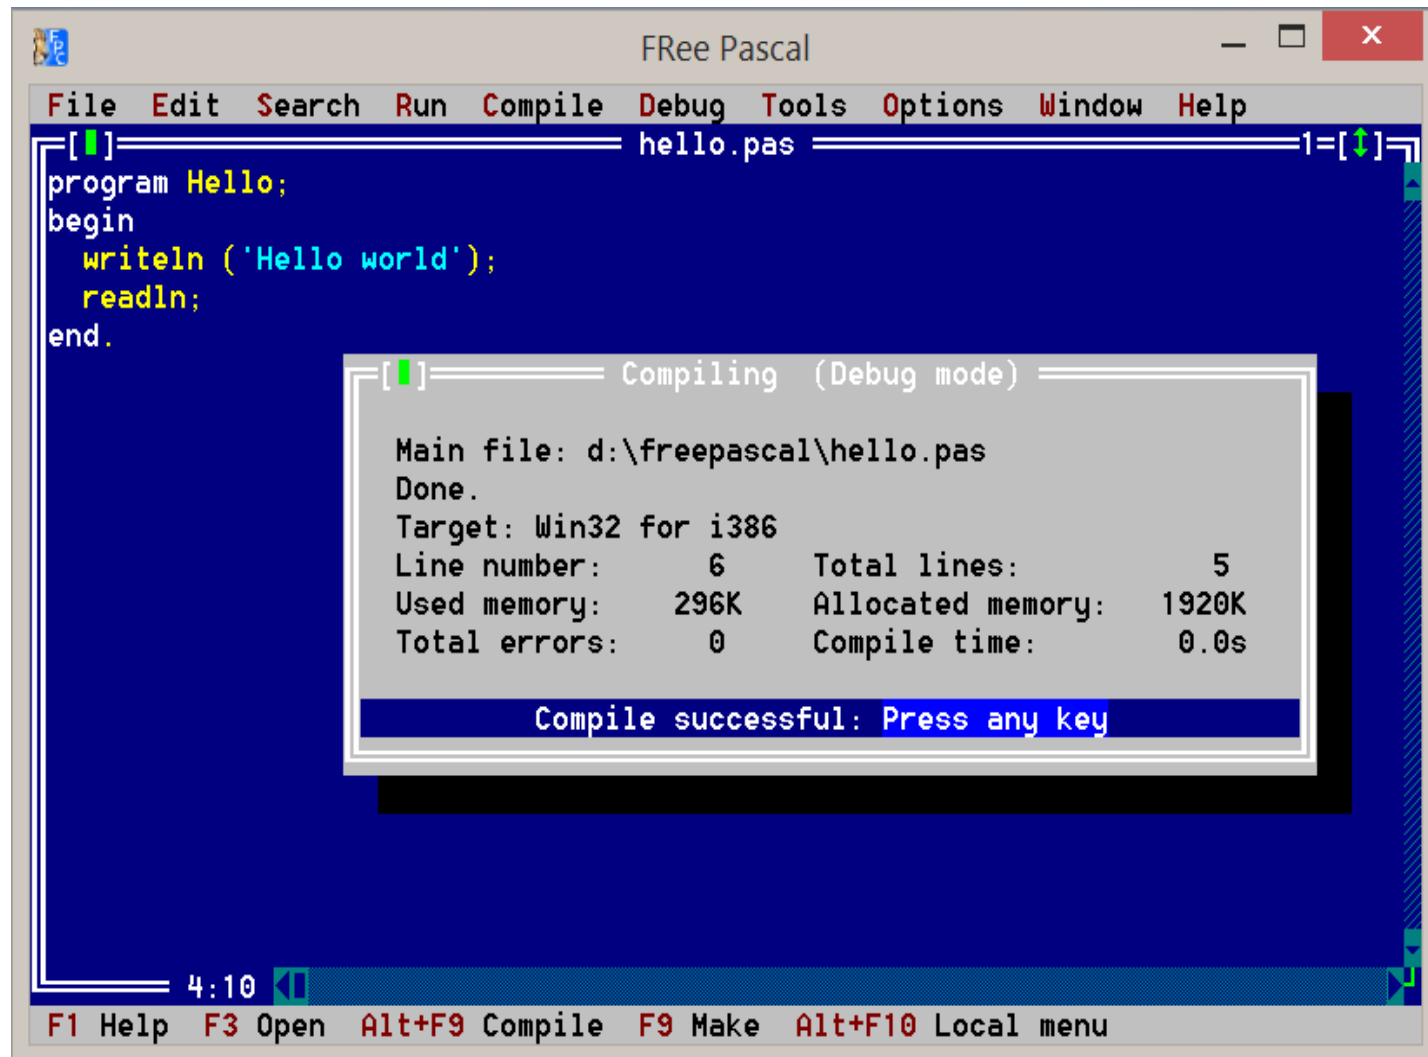 FPC
FRee Pascal
File Edit Search Run Compile Debug Tools Options Window Help
hello.pas 1
program Hello;
begin
  writeln ('Hello world');
  readln;
end.
Compiling (Debug mode)
Main file: d:\freepascal\hello.pas
Done.
Target: Win32 for i386
Line number: 6 Total lines: 5
Used memory: 296K Allocated memory: 1920K
Total errors: 0 Compile time: 0.0s
Compile successful: Press any key
4:10
F1 Help F3 Open Alt+F9 Compile F9 Make Alt+F10 Local menu